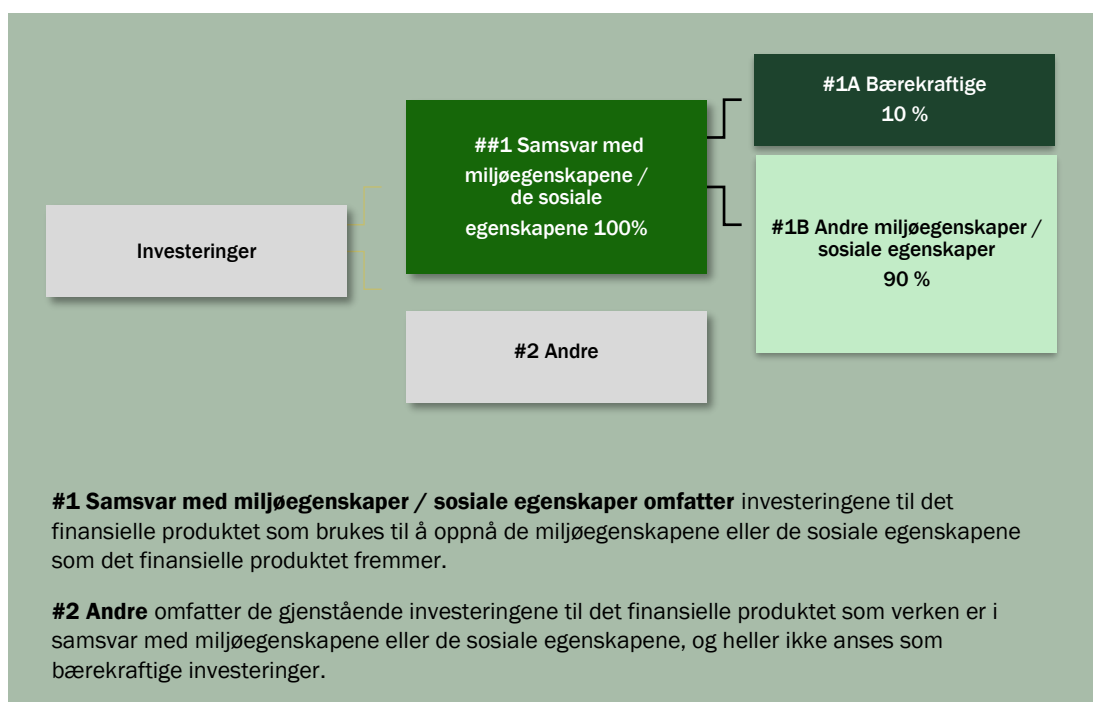 #1A Bærekraftige
10 %
##1 Samsvar med
miljøegenskapene /
de sosiale
egenskapene 100%
#1B Andre miljøegenskaper /
sosiale egenskaper
90 %
Investeringer
#2 Andre
#1 Samsvar med miljøegenskaper / sosiale egenskaper omfatter investeringene til det
finansielle produktet som brukes til å oppnå de miljøegenskapene eller de sosiale egenskapene
som det finansielle produktet fremmer.
#2 Andre omfatter de gjenstående investeringene til det finansielle produktet som verken er i
samsvar med miljøegenskapene eller de sosiale egenskapene, og heller ikke anses som
bærekraftige investeringer.